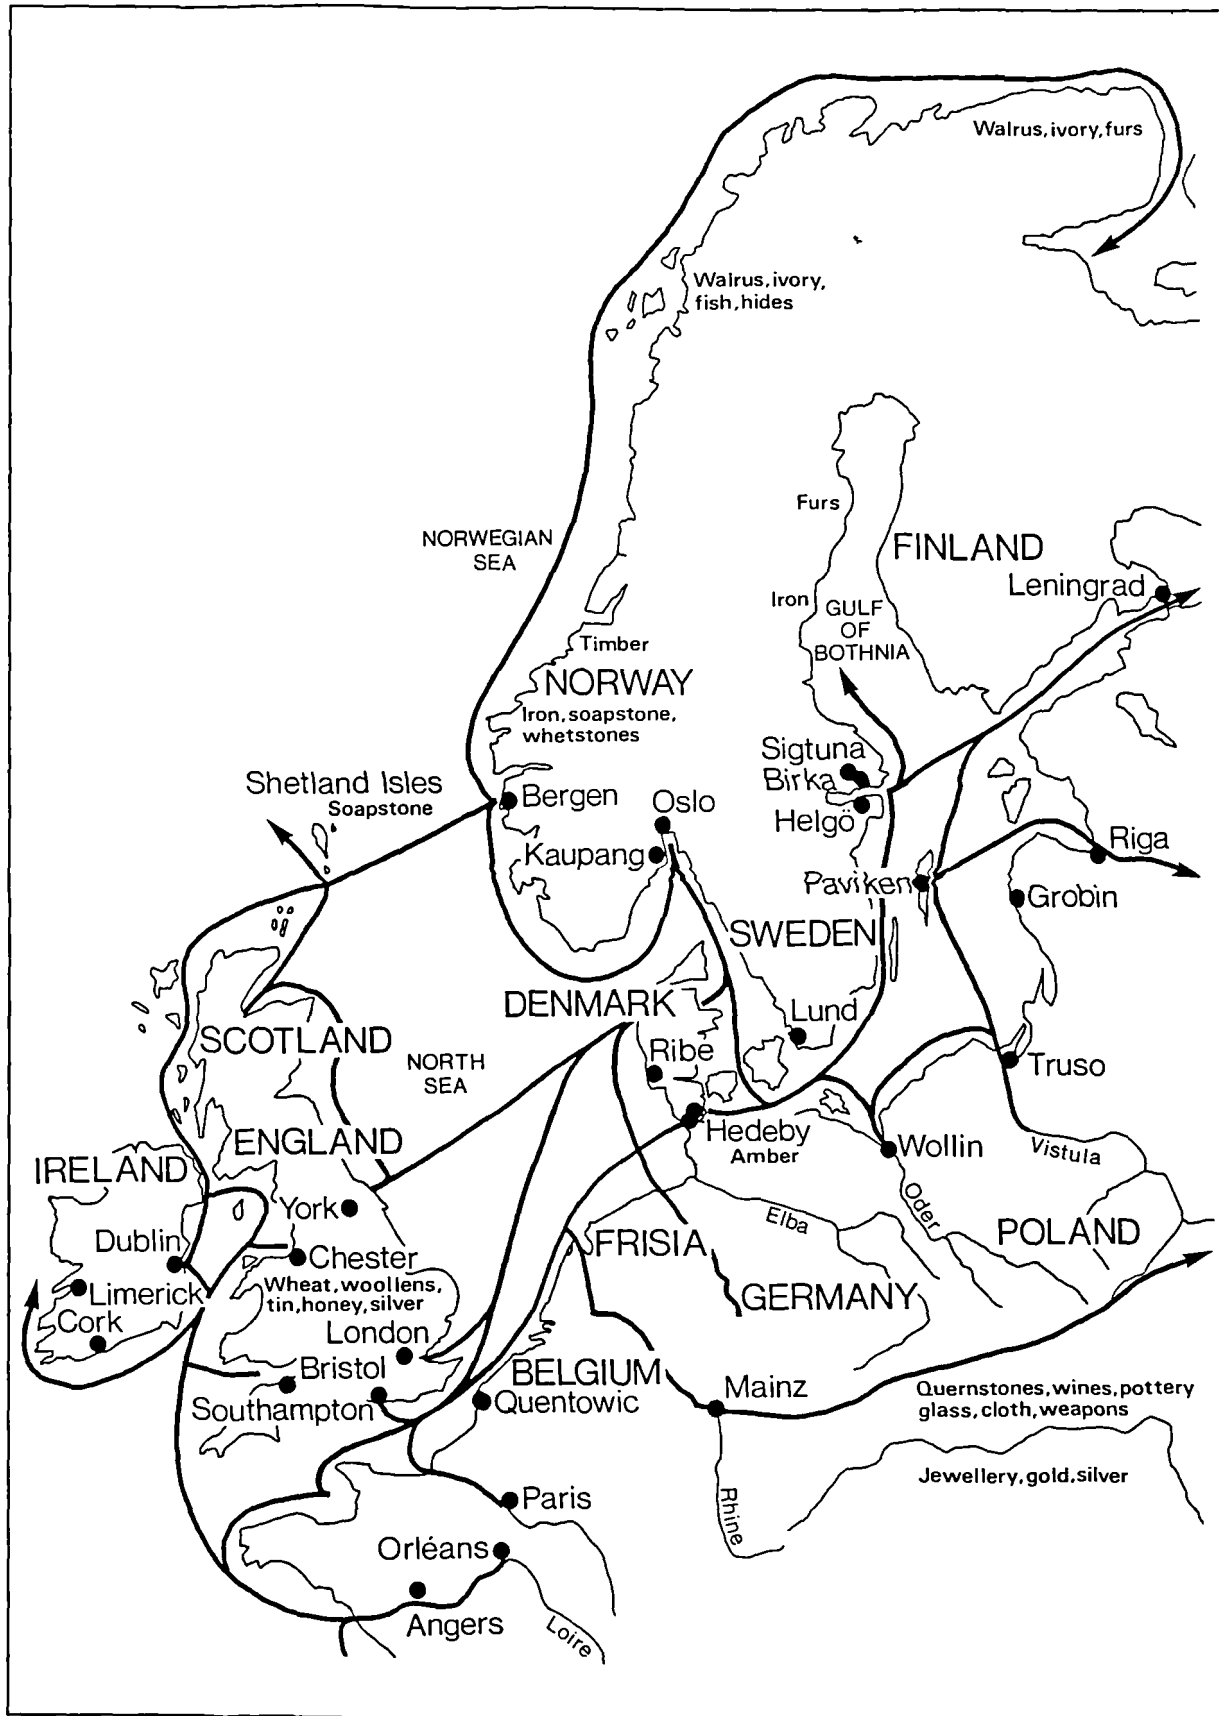 Walrus, ivory, furs
Walrus, ivory,
fish, hides
Furs
NORWEGIAN
SEA
FINLAND
Leningrad
Iron
GULF
OF
BOTHNIA
Timber
NORWAY
Iron, soapstone,
whetstones
Sigtuna
Birka
Helgö
Shetland Isles
Soapstone
Bergen
Oslo
Kaupang
Riga
Paviken
Grobin
SWEDEN
DENMARK
Lund
SCOTLAND
NORTH
SEA
Ribe
Truso
Hedeby
Amber
Wollin
Vistula
ENGLAND
IRELAND
York
Elba
Oder
POLAND
Dublin
Chester
FRISIA
Wheat, woollens,
tin, honey, silver
Limerick
GERMANY
Cork
London
Bristol
BELGIUM
Southampton
Quentowic
Mainz
Quernstones, wines, pottery
glass, cloth, weapons
Jewellery, gold, silver
Rhine
Paris
Orléans
Angers
Loire